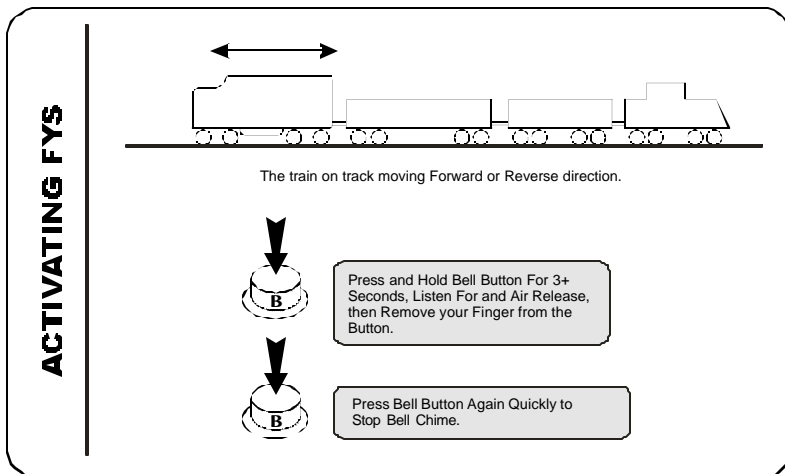 ACTIVATING FYS
The train on track moving Forward or Reverse direction.
B
Press and Hold Bell Button For 3+
Seconds, Listen For and Air Release,
then Remove your Finger from the
Button.
B
Press Bell Button Again Quickly to
Stop Bell Chime.